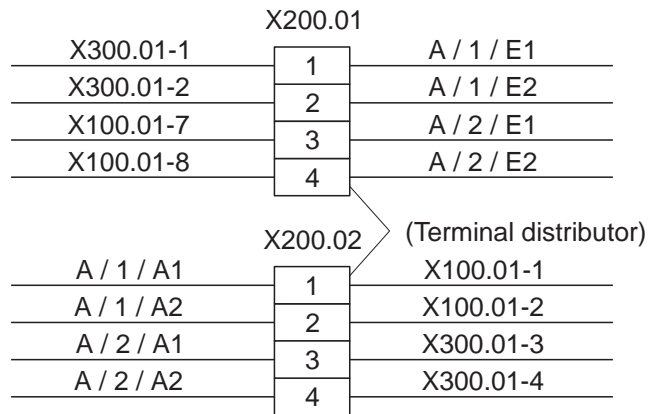 X200.01
X300.01-1 1 A / 1 / E1
X300.01-2 2 A / 1 / E2
X100.01-7 3 A / 2 / E1
X100.01-8 4 A / 2 / E2
X200.02 (Terminal distributor)
A / 1 / A1 1 X100.01-1
A / 1 / A2 2 X100.01-2
A / 2 / A1 3 X300.01-3
A / 2 / A2 4 X300.01-4